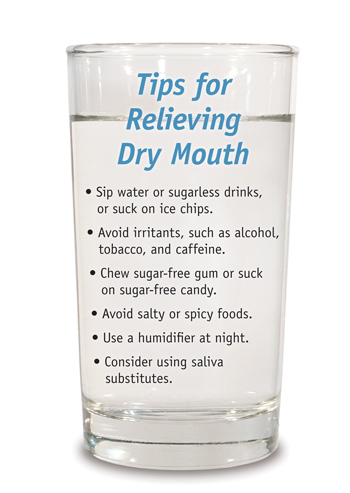 Tips for
Relieving
Dry Mouth
• Sip water or sugarless drinks,
or suck on ice chips.
• Avoid irritants, such as alcohol,
tobacco, and caffeine.
• Chew sugar-free gum or suck
on sugar-free candy.
• Avoid salty or spicy foods.
• Use a humidifier at night.
• Consider using saliva
substitutes.